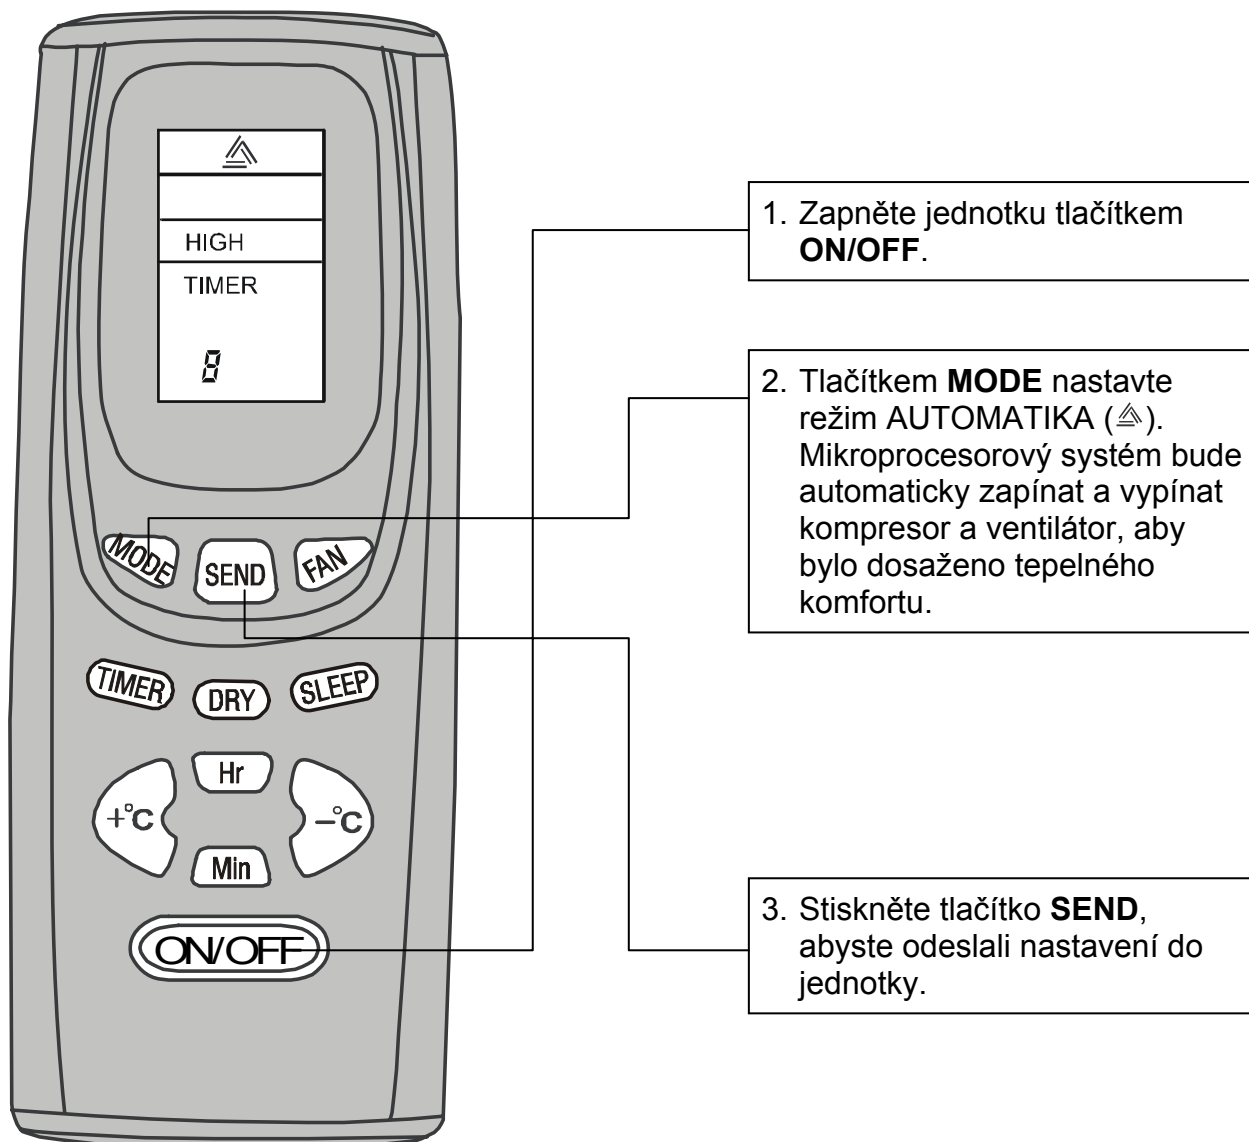 HIGH
TIMER
8
MODE
SEND
FAN
TIMER
DRY
SLEEP
Hr
+°C
−°C
Min
ON/OFF
1. Zapněte jednotku tlačítkem
ON/OFF.
2. Tlačítkem MODE nastavte
režim AUTOMATIKA ( ).
Mikroprocesorový systém bude
automaticky zapínat a vypínat
kompresor a ventilátor, aby
bylo dosaženo tepelného
komfortu.
3. Stiskněte tlačítko SEND,
abyste odeslali nastavení do
jednotky.